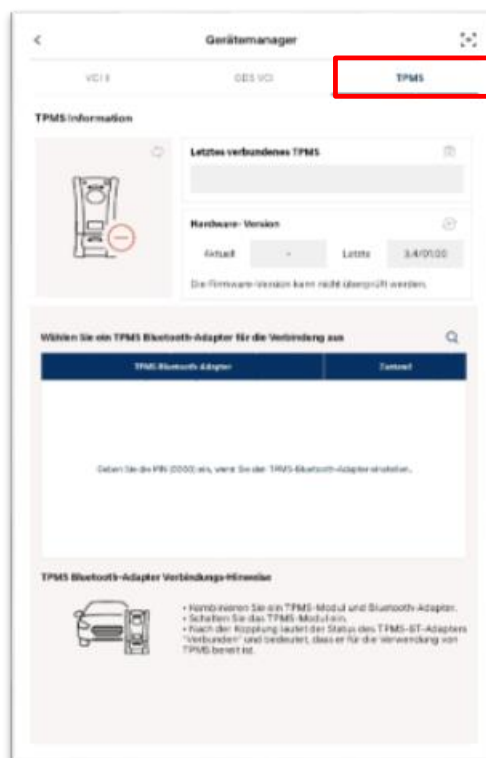 Gerätemanager
VCI II
GDS VCI
TPMS
TPMS Information
Letztes verbundenes TPMS
Hardware- Version
Aktuell
-
Letzte
3.4/01.00
Die Firmware-Version kann nicht überprüft werden.
Wählen Sie ein TPMS Bluetooth-Adapter für die Verbindung aus
TPMS-Bluetooth-Adapter
Zustand
Geben Sie die PIN (0000) ein, wenn Sie den TPMS-Bluetooth-Adapter einstellen.
TPMS Bluetooth-Adapter Verbindungs-Hinweise
• Kombinieren Sie ein TPMS-Modul und Bluetooth-Adapter.
• Schalten Sie das TPMS-Modul ein.
• Nach der Kopplung lautet der Status des TPMS-BT-Adapters
"Verbunden" und bedeutet, dass er für die Verwendung von
TPMS bereit ist.